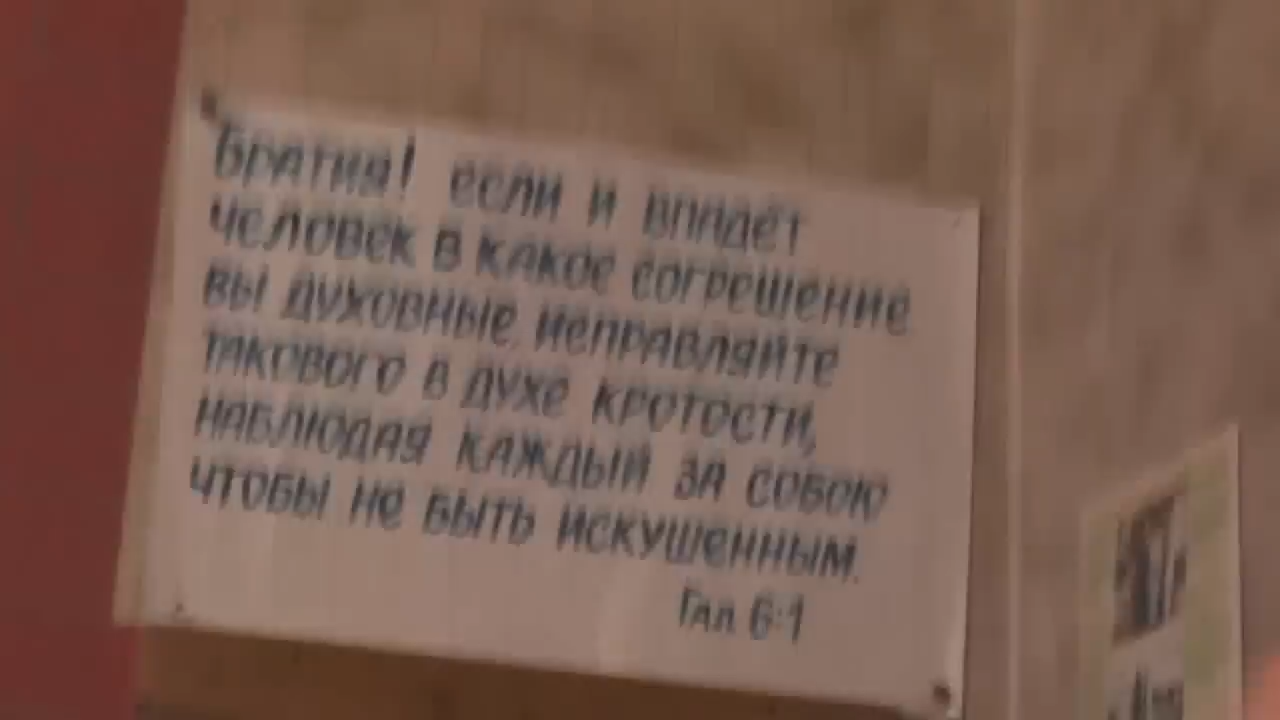 Братия! если и впадёт
человек в какое согрешение
вы духовные исправляйте
такового в духе кротости,
наблюдая каждый за собою
чтобы не быть искушенным.
Гал 6:1